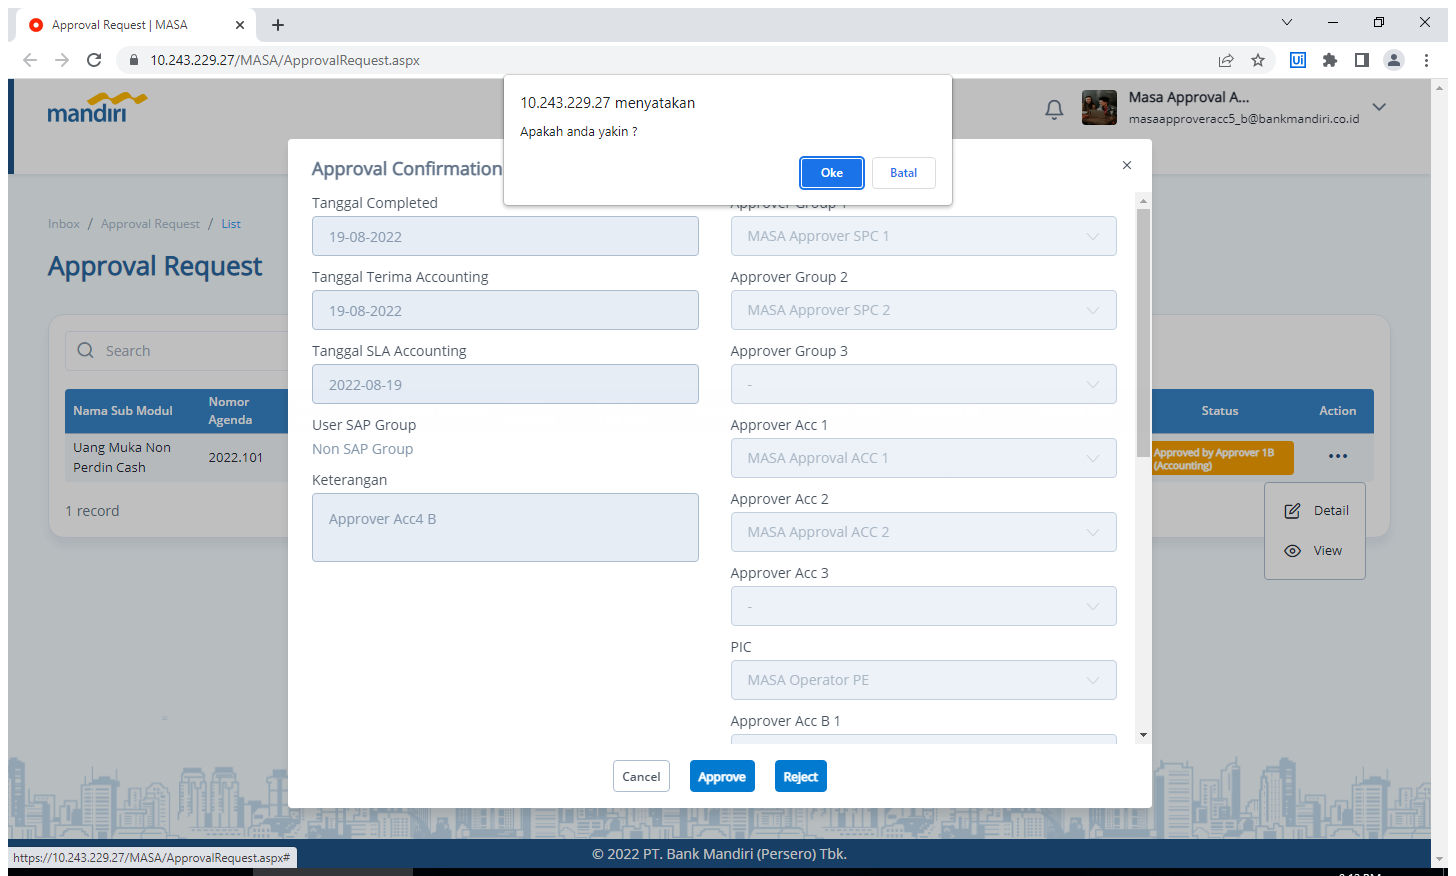 Approval Request | MASA
10.243.229.27/MASA/ApprovalRequest.aspx
Ui
mandiri
Masa Approval A...
masaapproveracc5_b@bankmandiri.co.id
10.243.229.27 menyatakan
Apakah anda yakin ?
Oke
Batal
Inbox / Approval Request / List
Approval Request
Search
Nama Sub Modul
Nomor
Agenda
Status
Action
Uang Muka Non
Perdin Cash
2022.101
Approved by Approver 1B
(Accounting)
1 record
Detail
View
Approval Confirmation
Tanggal Completed
19-08-2022
Tanggal Terima Accounting
19-08-2022
Tanggal SLA Accounting
2022-08-19
User SAP Group
Non SAP Group
Keterangan
Approver Acc4 B
Approver Group 1
MASA Approver SPC 1
Approver Group 2
MASA Approver SPC 2
Approver Group 3
-
Approver Acc 1
MASA Approval ACC 1
Approver Acc 2
MASA Approval ACC 2
Approver Acc 3
-
PIC
MASA Operator PE
Approver Acc B 1
Cancel
Approve
Reject
© 2022 PT. Bank Mandiri (Persero) Tbk.
https://10.243.229.27/MASA/ApprovalRequest.aspx#